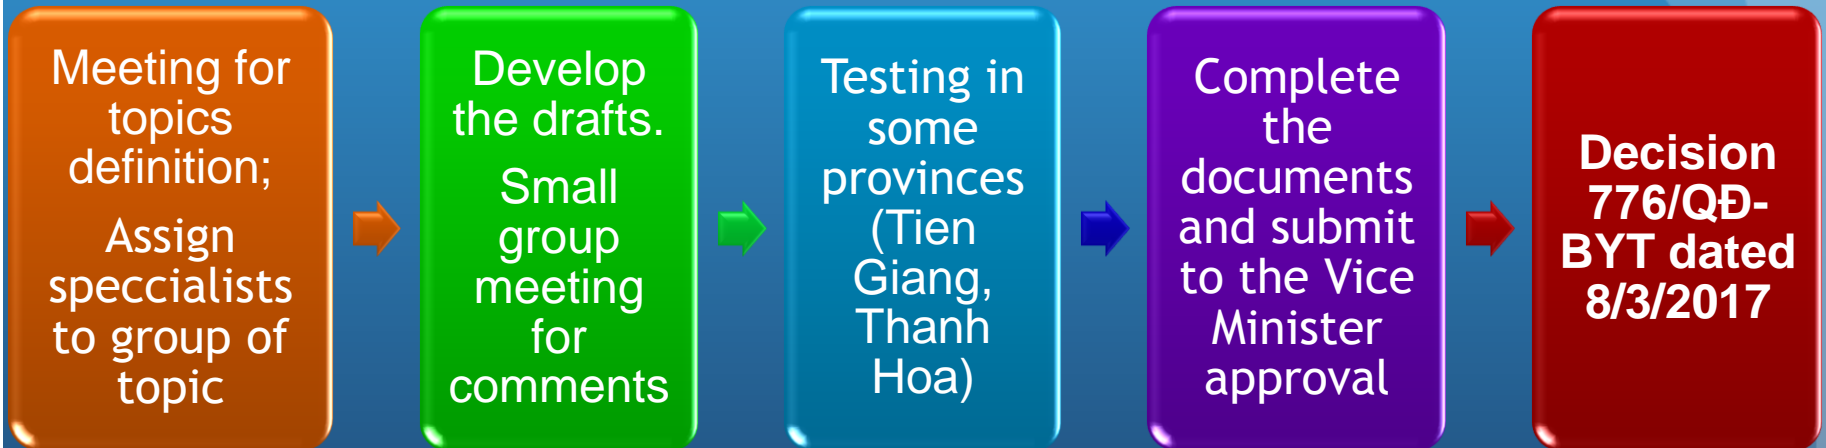 Meeting for
topics
definition;
Assign
speccialists
to group of
topic
Develop
the drafts.
Small
group
meeting
for
comments
Testing in
some
provinces
(Tien
Giang,
Thanh
Hoa)
Complete
the
documents
and submit
to the Vice
Minister
approval
Decision
776/QĐ-
BYT dated
8/3/2017